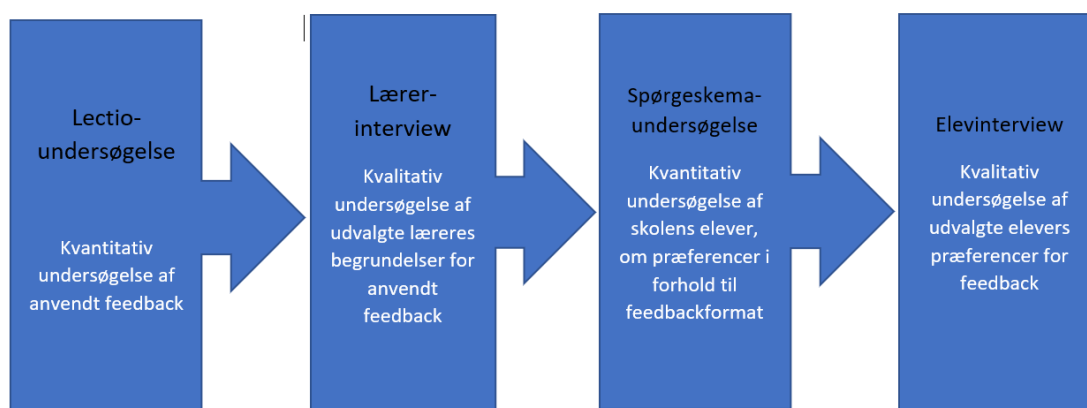 Lectio-
undersøgelse
Kvantitativ
undersøgelse af
anvendt feedback
Lærer-
interview
Kvalitativ
undersøgelse af
udvalgte læreres
begrundelser for
anvendt
feedback
Spørgeskema-
undersøgelse
Kvantitativ
undersøgelse af
skolens elever,
om præferencer i
forhold til
feedbackformat
Elevinterview
Kvalitativ
undersøgelse af
udvalgte elevers
præferencer for
feedback